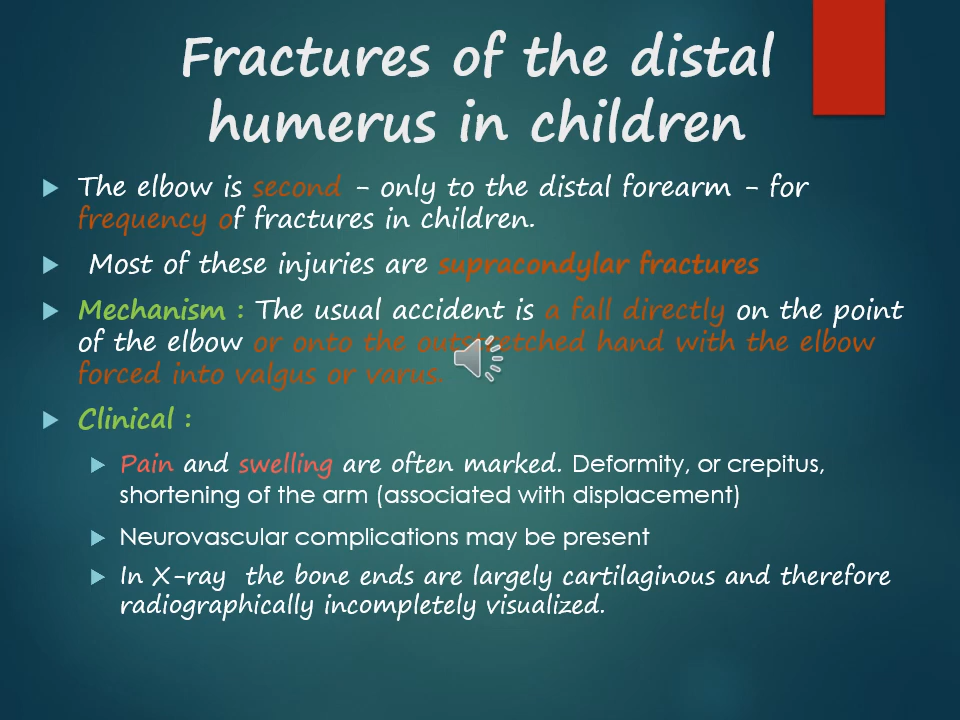 Fractures of the distal
humerus in children
The elbow is second – only to the distal forearm – for
frequency of fractures in children.
Most of these injuries are supracondylar fractures
Mechanism : The usual accident is a fall directly on the point
of the elbow or onto the outstretched hand with the elbow
forced into valgus or varus.
Clinical :
Pain and swelling are often marked. Deformity, or crepitus,
shortening of the arm (associated with displacement)
Neurovascular complications may be present
In X-ray the bone ends are largely cartilaginous and therefore
radiographically incompletely visualized.